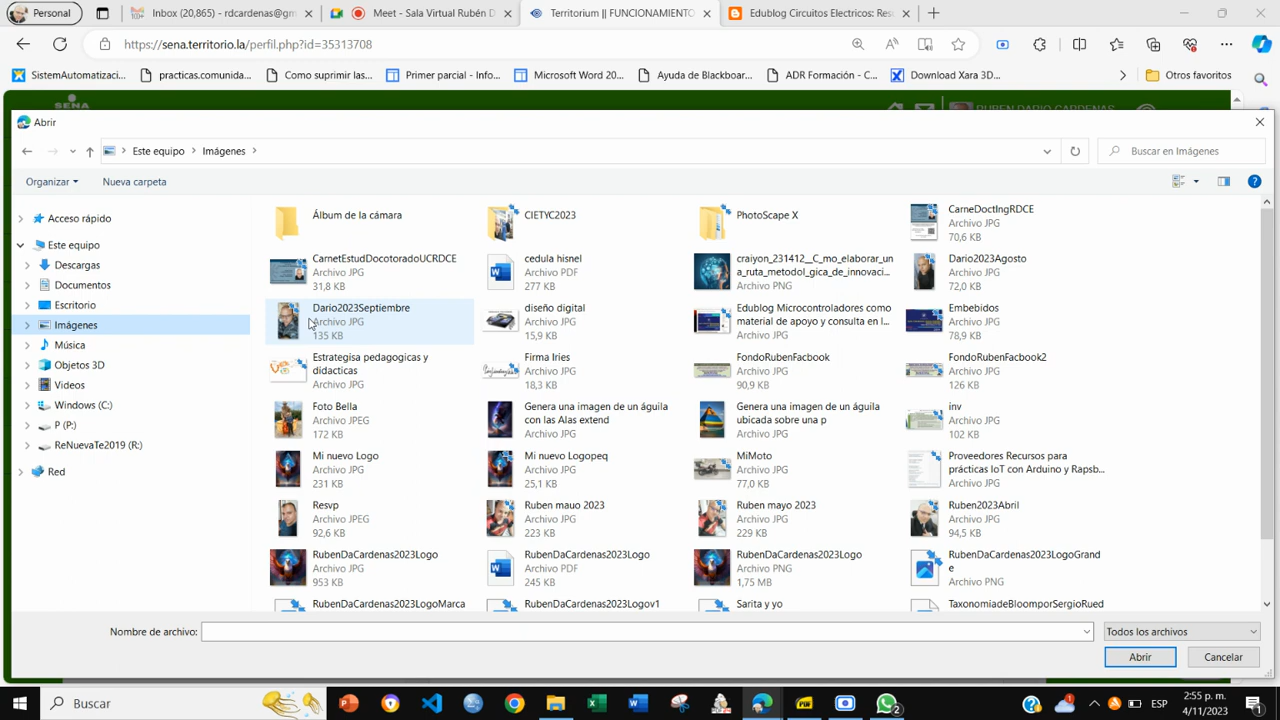 Personal
Inbox (20,865) - rdcardenas@gm
Meet - Sala Virtual Rubén D
Territorium || FUNCIONAMIENTO
Edublog Circuitos Electricos: Res
https://sena.territorio.la/perfil.php?id=35313708
SistemAutomatizaci...
practicas.comunida...
Como suprimir las...
Primer parcial - Info...
Microsoft Word 20...
Ayuda de Blackboar...
ADR Formación - C...
Download Xara 3D...
Otros favoritos
SENA
RUBEN DARIO CARDENAS
Abrir
Este equipo
Imágenes
Buscar en Imágenes
Organizar
Nueva carpeta
Acceso rápido
Este equipo
Descargas
Documentos
Escritorio
Imágenes
Música
Objetos 3D
Videos
Windows (C:)
P (P:)
ReNuevaTe2019 (R:)
Red
Álbum de la cámara
CIETYC2023
PhotoScape X
CarneDoctIngRDCE
Archivo JPG
70,6 KB
CarnetEstudDocotoradoUCRDCE
Archivo JPG
31,8 KB
cedula hisnel
Archivo PDF
277 KB
craiyon_231412__C_mo_elaborar_un
a_ruta_metodol_gica_de_innovaci...
Archivo PNG
Dario2023Agosto
Archivo JPG
72,0 KB
Dario2023Septiembre
Archivo JPG
135 KB
diseño digital
Archivo JPG
15,9 KB
Edublog Microcontroladores como
material de apoyo y consulta en l...
Archivo JPG
Embebidos
Archivo JPG
78,9 KB
Estrategisa pedagogicas y
didacticas
Archivo JPG
Firma Iries
Archivo JPG
18,3 KB
FondoRubenFacbook
Archivo JPG
90,9 KB
FondoRubenFacbook2
Archivo JPG
126 KB
Foto Bella
Archivo JPEG
172 KB
Genera una imagen de un águila
con las Alas extend
Archivo JPG
Genera una imagen de un águila
ubicada sobre una p
Archivo JPG
inv
Archivo JPG
102 KB
Mi nuevo Logo
Archivo JPG
231 KB
Mi nuevo Logopeq
Archivo JPG
25,1 KB
MiMoto
Archivo JPG
77,0 KB
Proveedores Recursos para
prácticas IoT con Arduino y Rapsb...
Archivo JPG
Resvp
Archivo JPEG
92,6 KB
Ruben mauo 2023
Archivo JPG
223 KB
Ruben mayo 2023
Archivo JPG
229 KB
Ruben2023Abril
Archivo JPG
94,5 KB
RubenDaCardenas2023Logo
Archivo JPG
953 KB
RubenDaCardenas2023Logo
Archivo PDF
245 KB
RubenDaCardenas2023Logo
Archivo PNG
1,75 MB
RubenDaCardenas2023LogoGrand
e
Archivo PNG
RubenDaCardenas2023LogoMarca
RubenDaCardenas2023Logov1
Sarita y yo
TaxonomiadeBloomporSergioRued
Nombre de archivo:
Todos los archivos
Abrir
Cancelar
Buscar
ESP
2:55 p. m.
4/11/2023